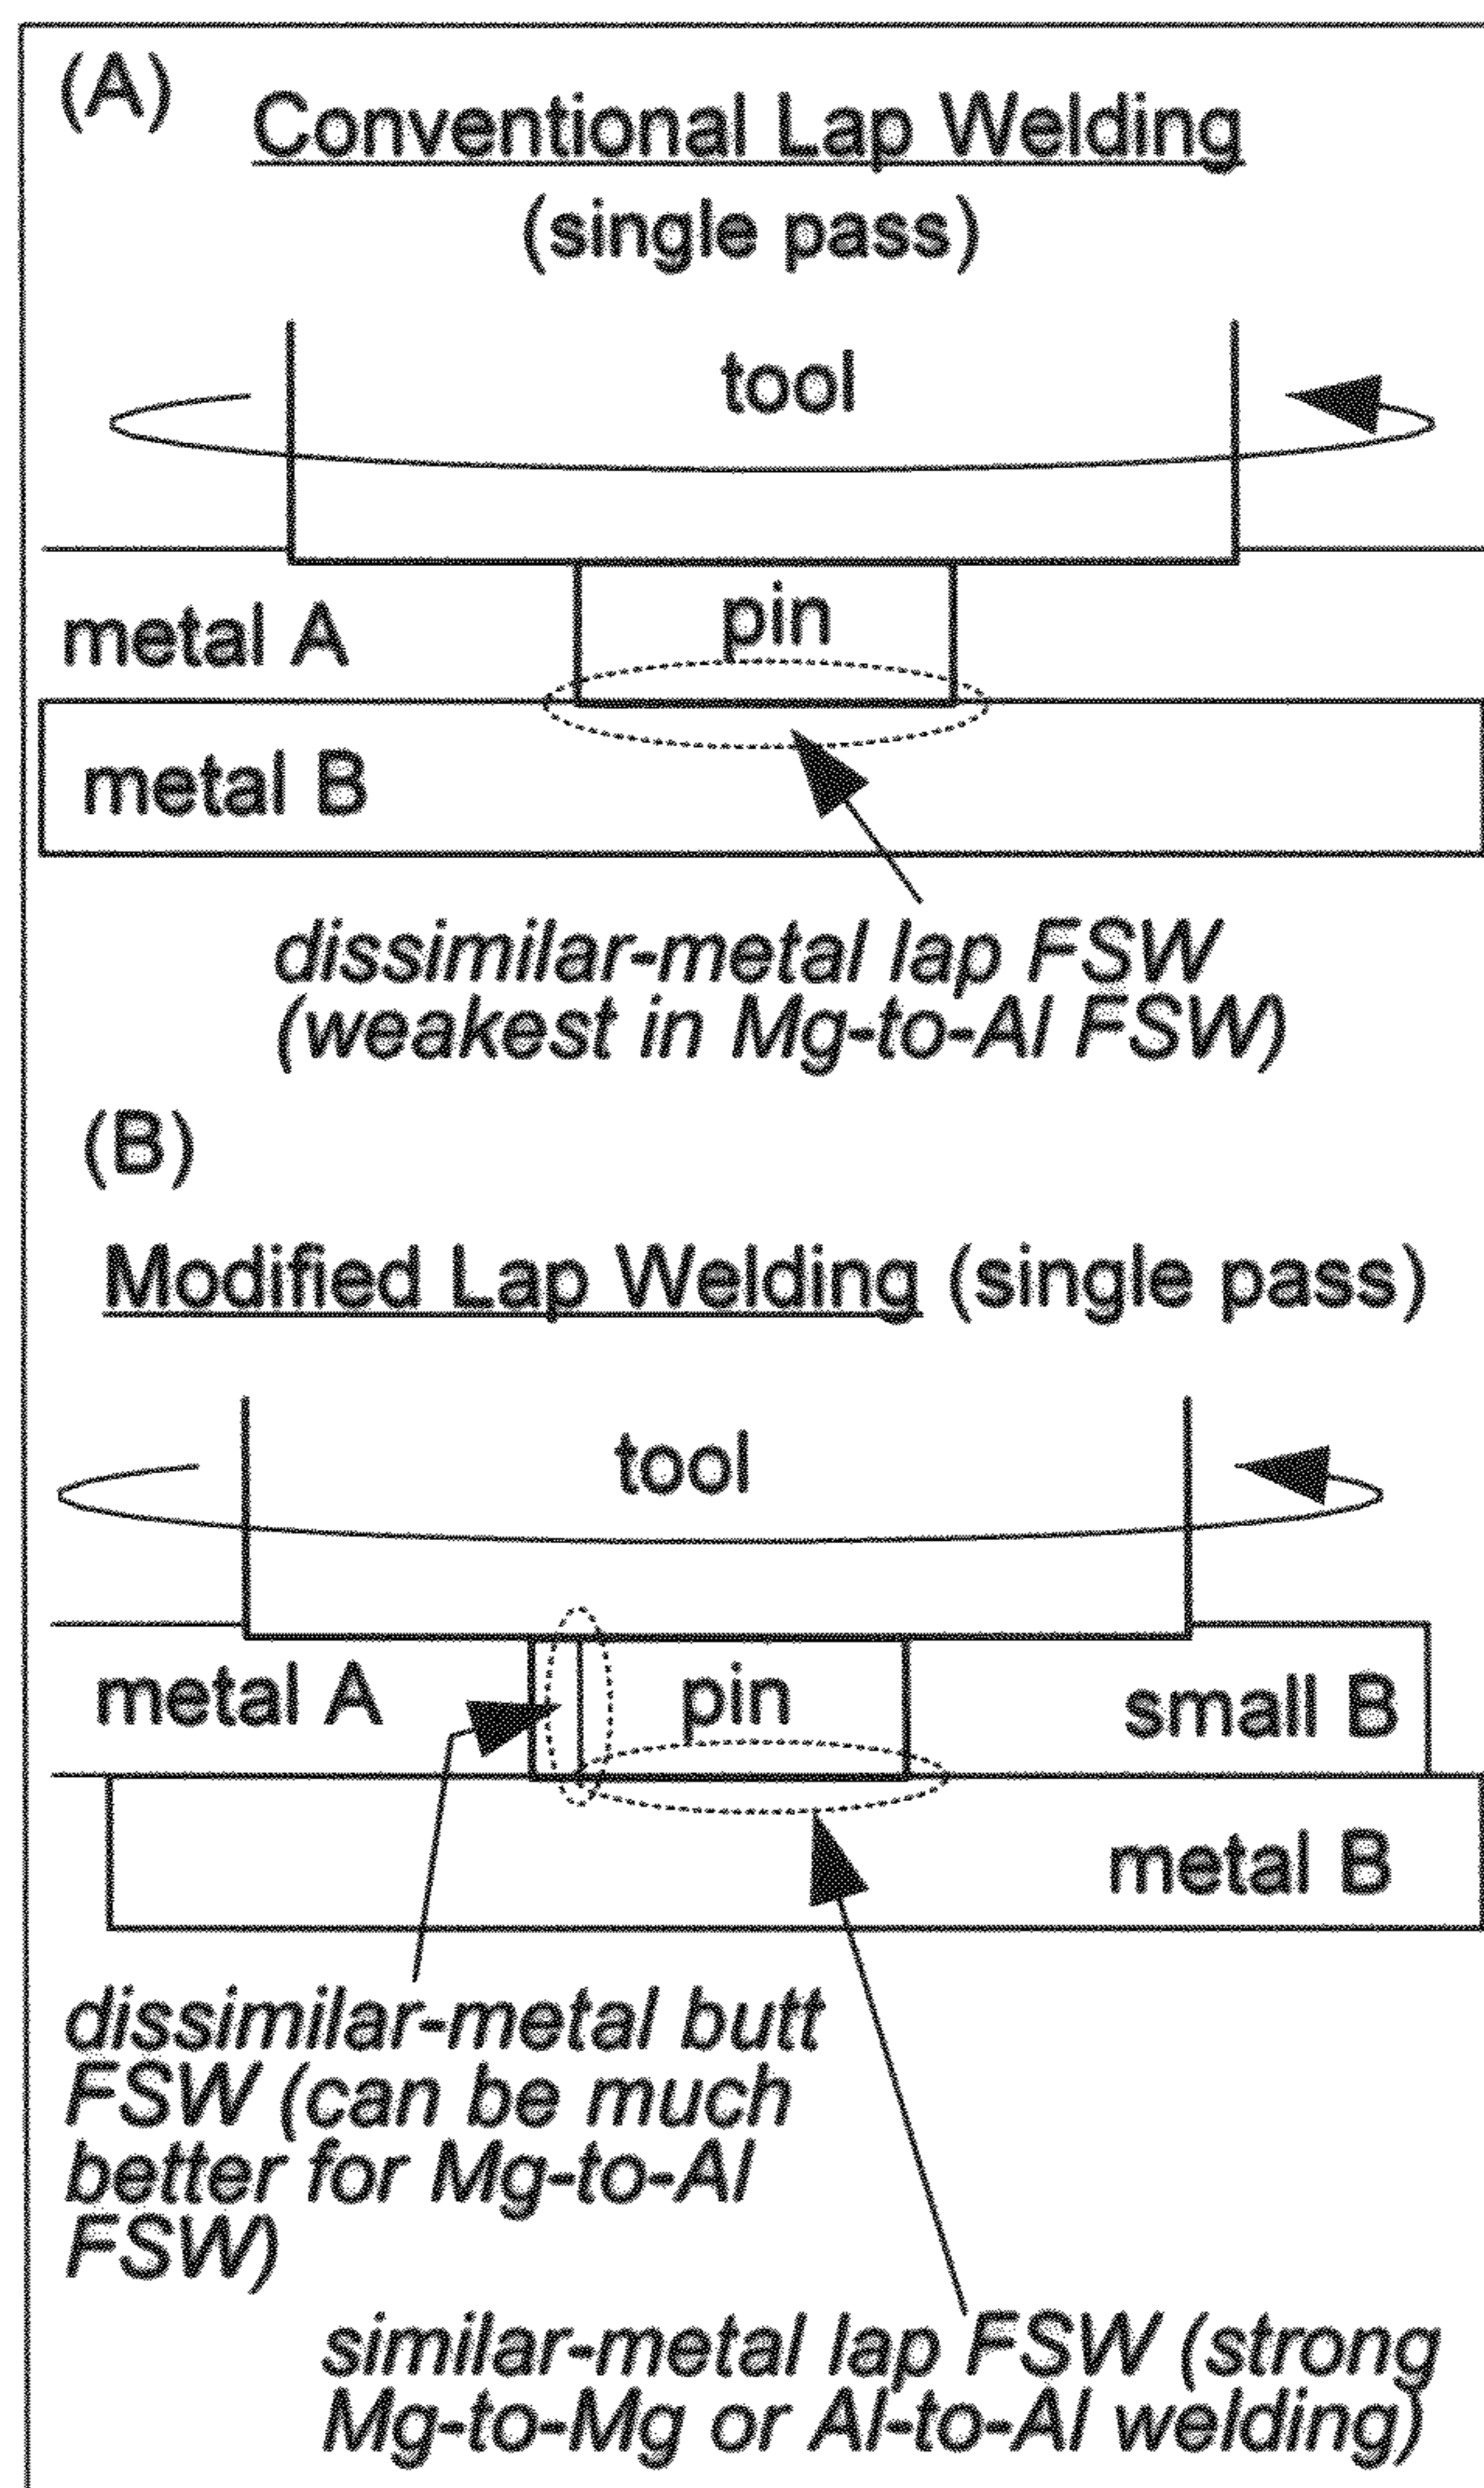 (A)
Conventional Lap Welding
(single pass)
tool
pin
metal A
metal B
dissimilar-metal lap FSW
(weakest in Mg-to-Al FSW)
(B)
Modified Lap Welding (single pass)
tool
metal A
pin
small B
metal B
dissimilar-metal butt
FSW (can be much
better for Mg-to-Al
FSW)
similar-metal lap FSW (strong
Mg-to-Mg or Al-to-Al welding)